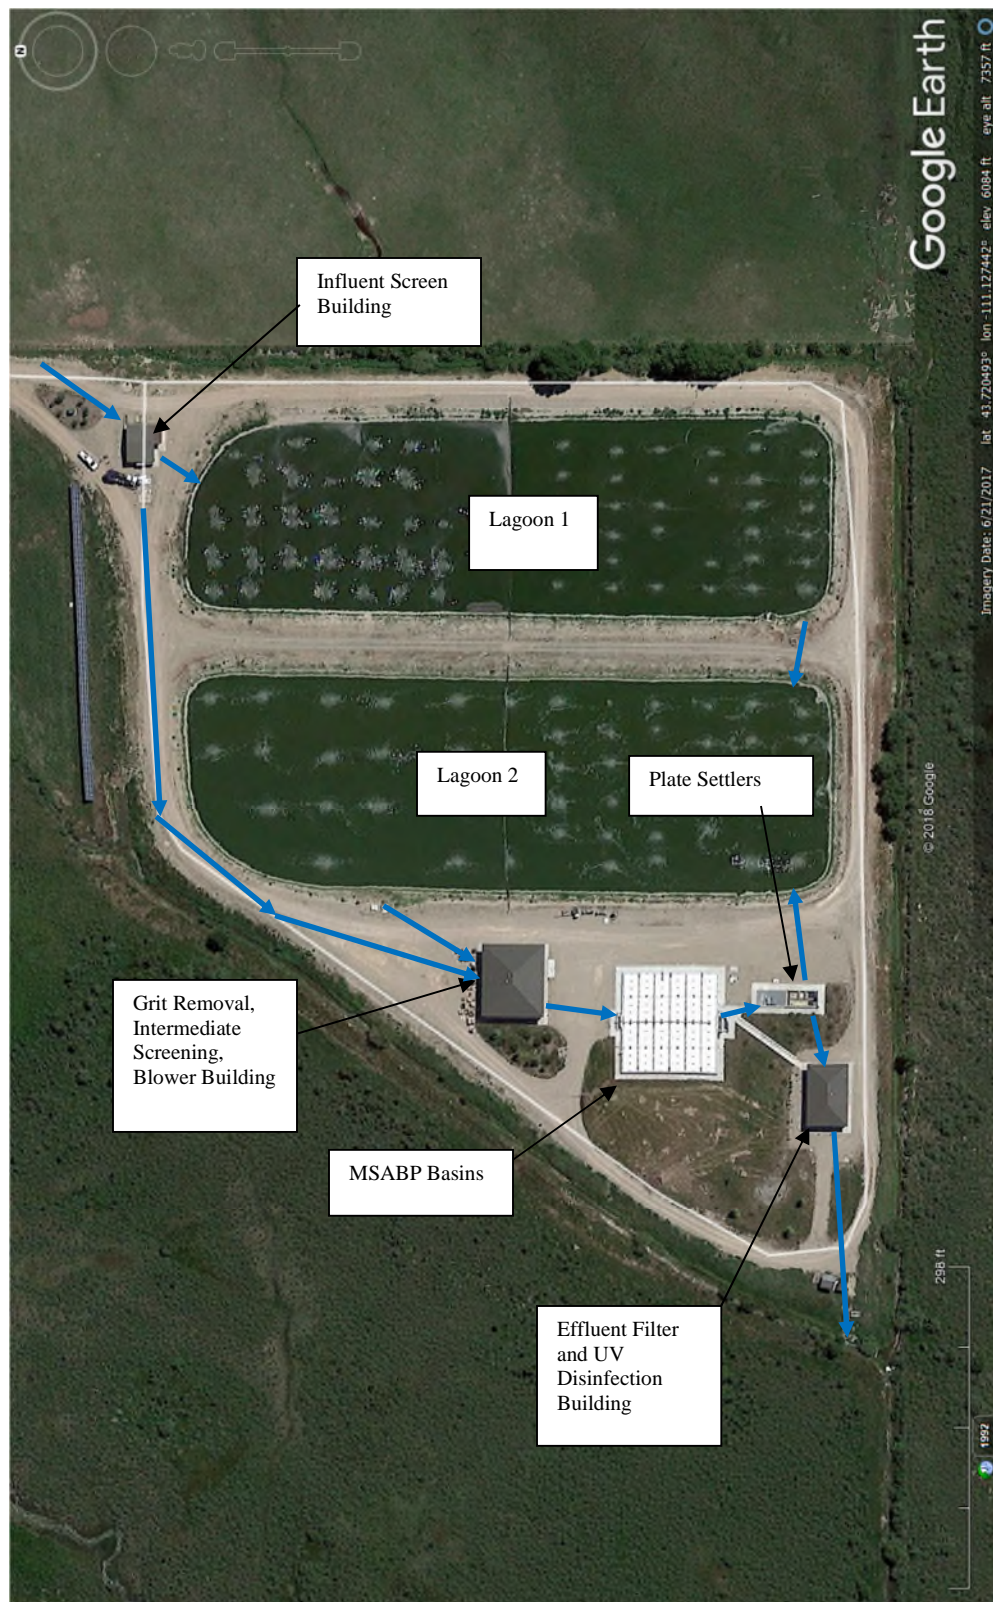 N
Influent Screen
Building
Lagoon 1
Lagoon 2
Plate Settlers
Grit Removal,
Intermediate
Screening,
Blower Building
MSABP Basins
Effluent Filter
and UV
Disinfection
Building
Google Earth
© 2018 Google
298 ft
1992
Imagery Date: 6/21/2017 lat 43.720493° lon -111.127442° elev 6084 ft eye alt 7357 ft